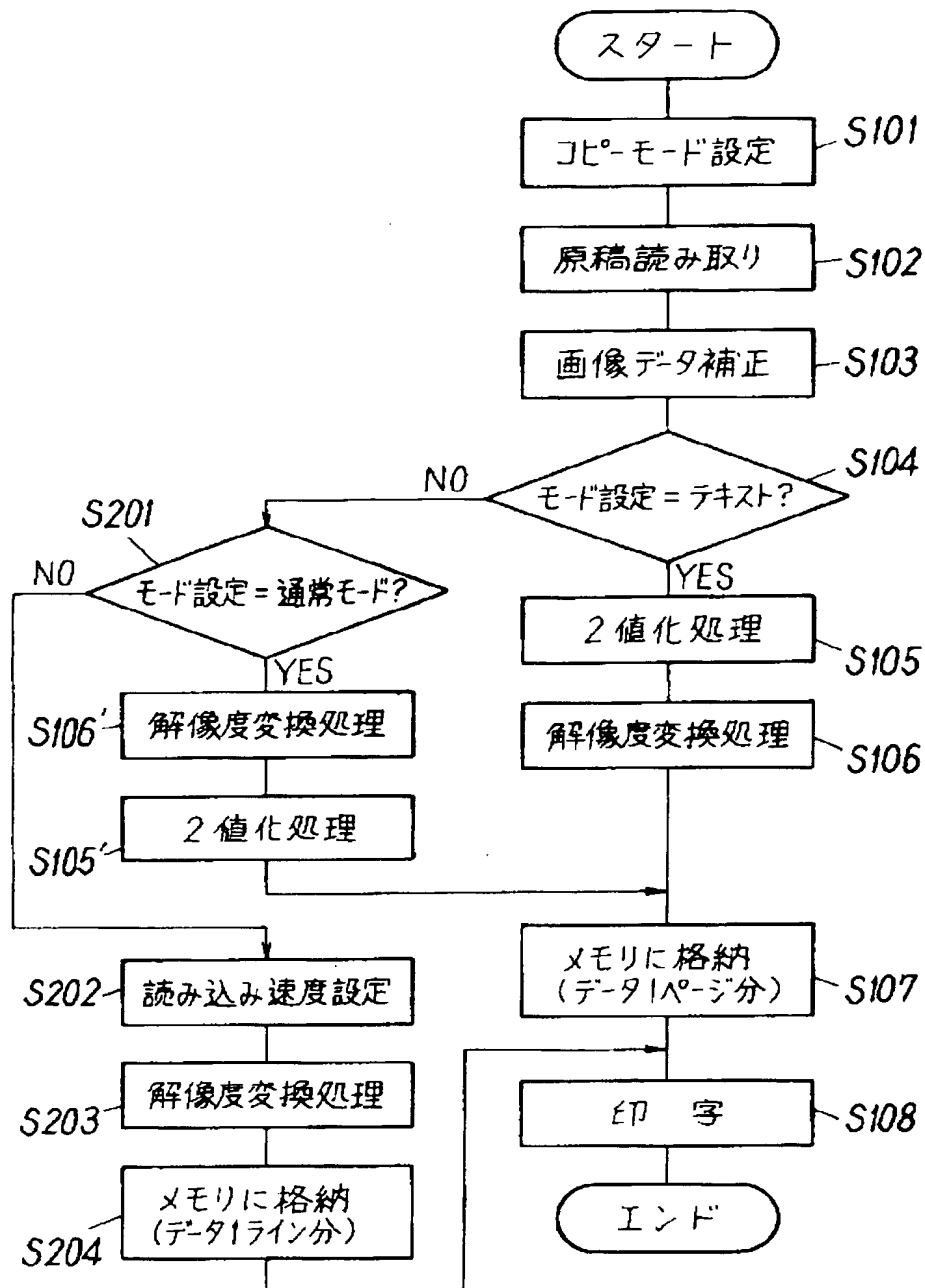 スタート
コピーモード設定
S101
原稿読み取り
S102
画像データ補正
S103
モード設定=テキスト?
S104
NO
YES
S201
モード設定=通常モード?
NO
YES
2値化処理
S105
解像度変換処理
S106
S106'
解像度変換処理
S105'
2値化処理
メモリに格納
(データ1ページ分)
S107
S202
読み込み速度設定
S203
解像度変換処理
S204
メモリに格納
(データ1ライン分)
印 字
S108
エンド